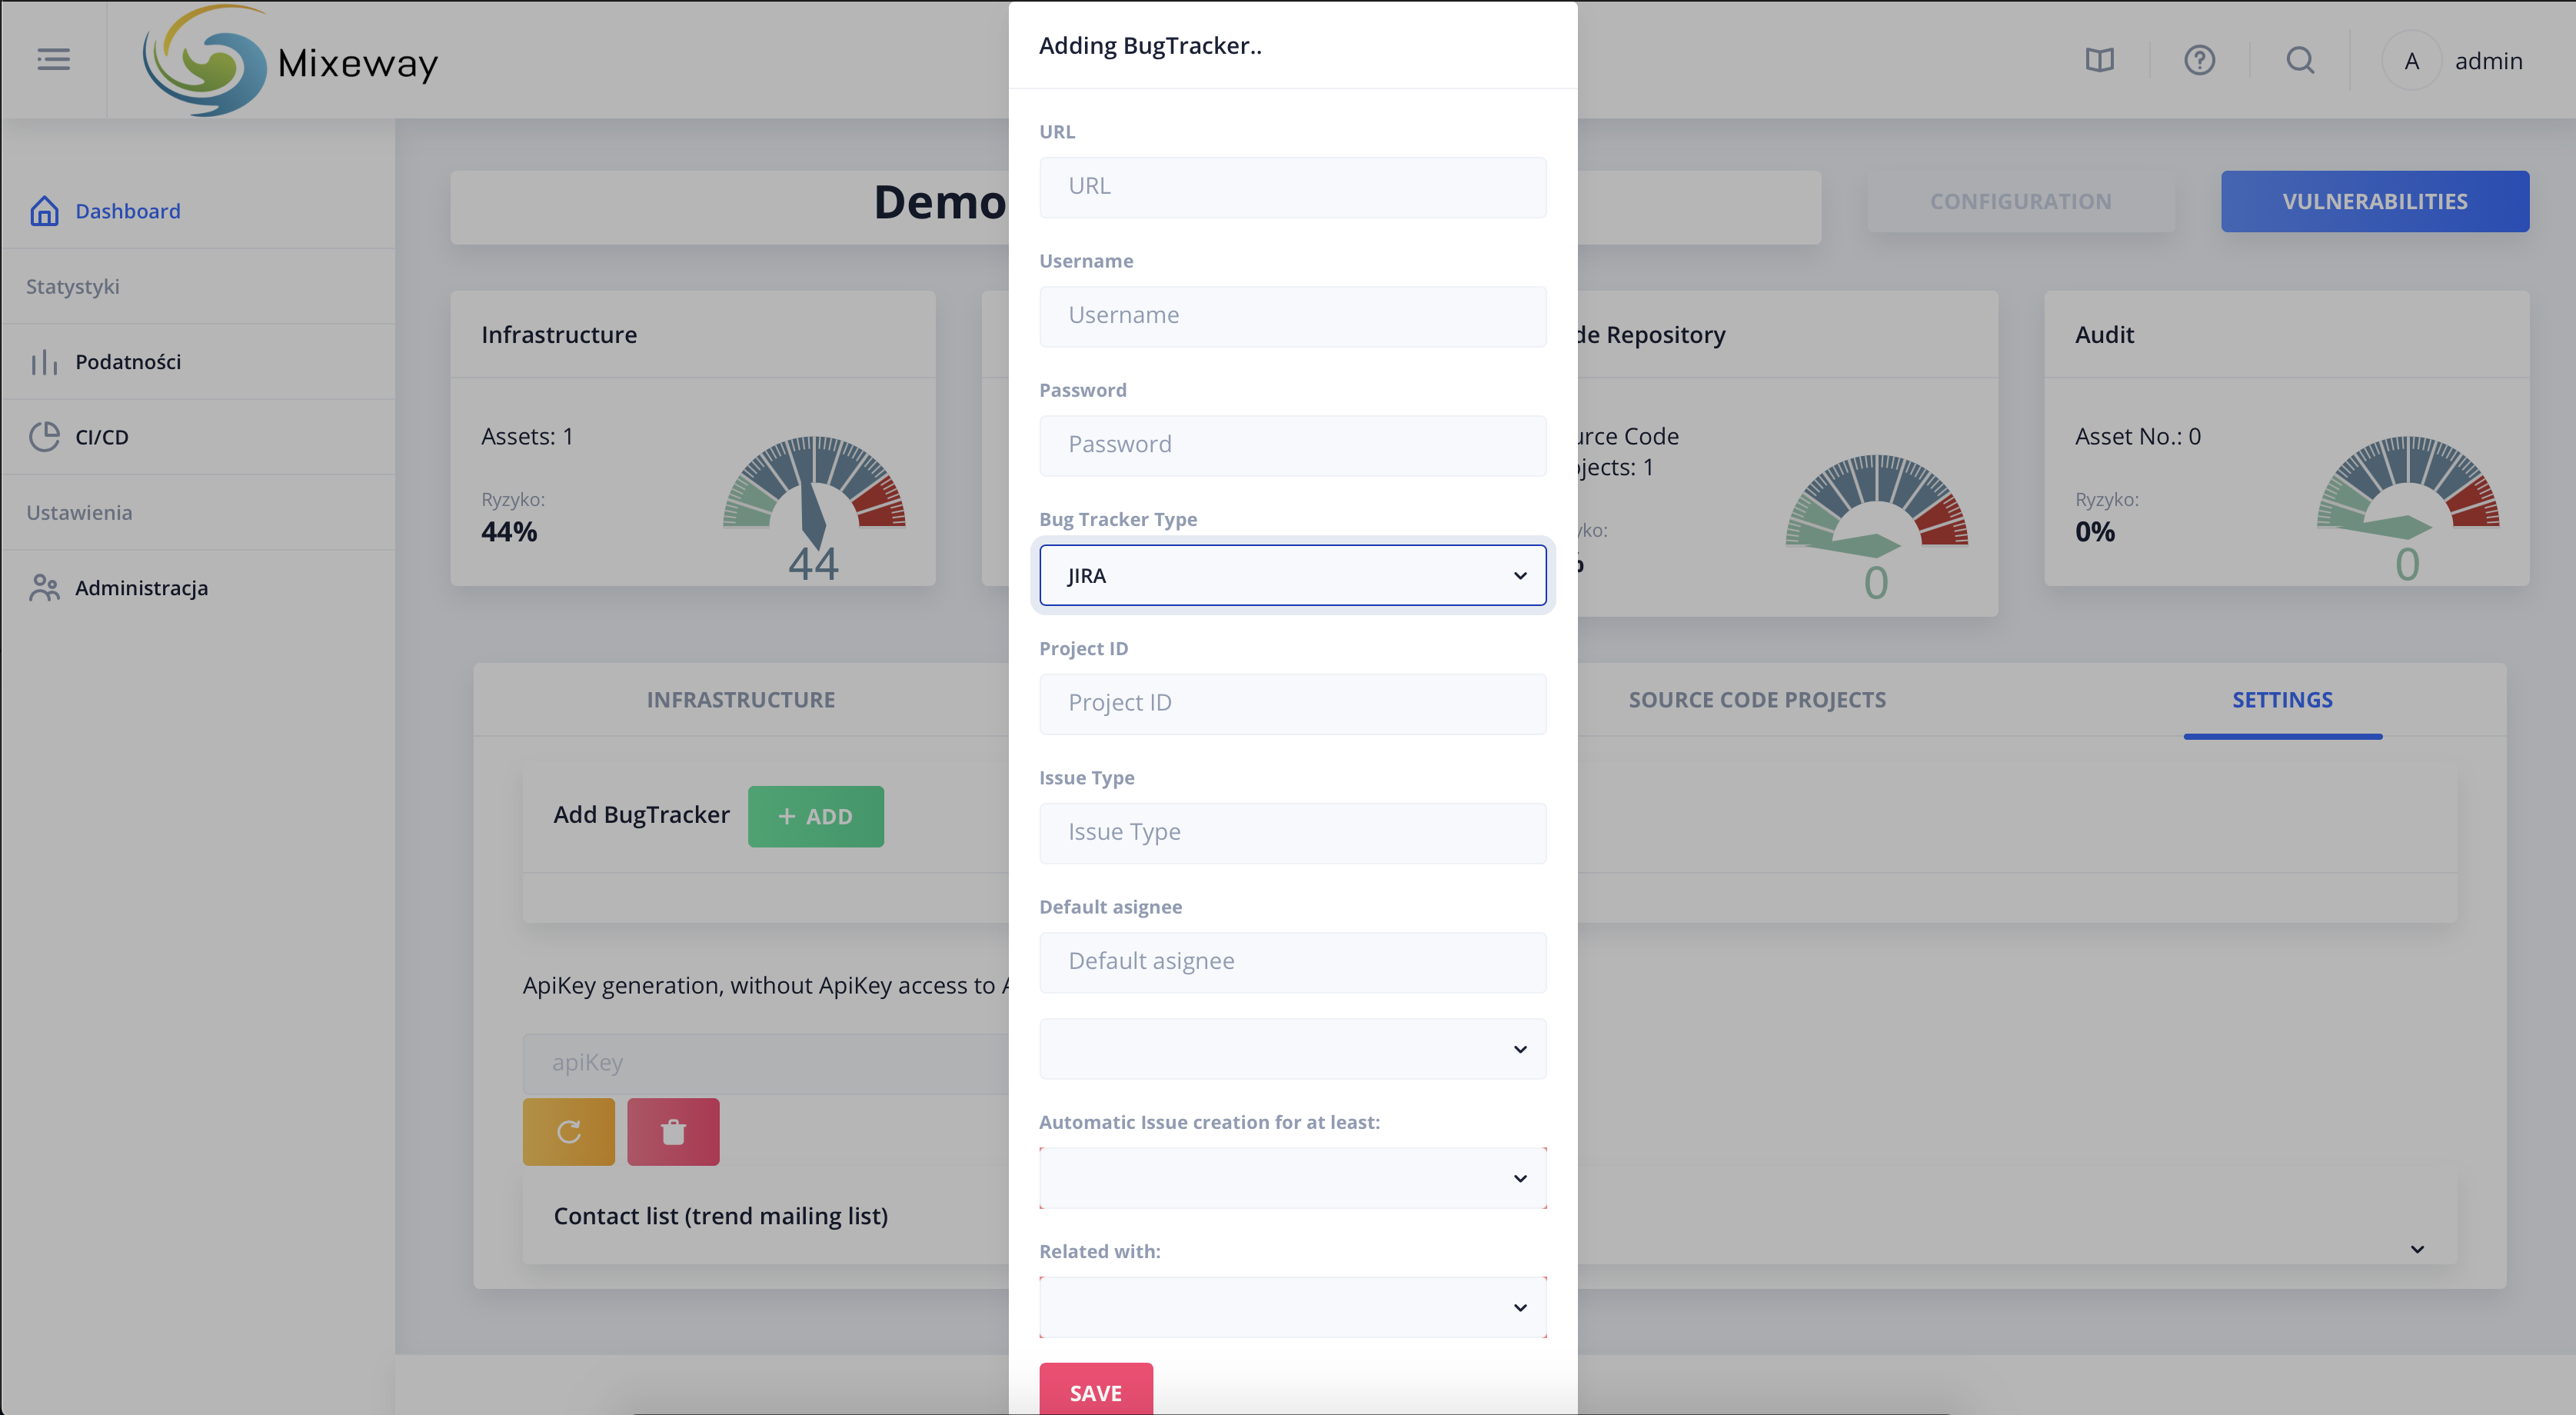 Mixeway
A
admin
Dashboard
Statystyki
Podatności
CI/CD
Ustawienia
Administracja
Demo
CONFIGURATION
VULNERABILITIES
Infrastructure
Assets: 1
Ryzyko:
44%
44
de Repository
urce Code
jects: 1
yko:
0
Audit
Asset No.: 0
Ryzyko:
0%
0
INFRASTRUCTURE
SOURCE CODE PROJECTS
SETTINGS
Add BugTracker
+ ADD
ApiKey generation, without ApiKey access to
apiKey
Contact list (trend mailing list)
Adding BugTracker..
URL
URL
Username
Username
Password
Password
Bug Tracker Type
JIRA
Project ID
Project ID
Issue Type
Issue Type
Default asignee
Default asignee
Automatic Issue creation for at least:
Related with:
SAVE